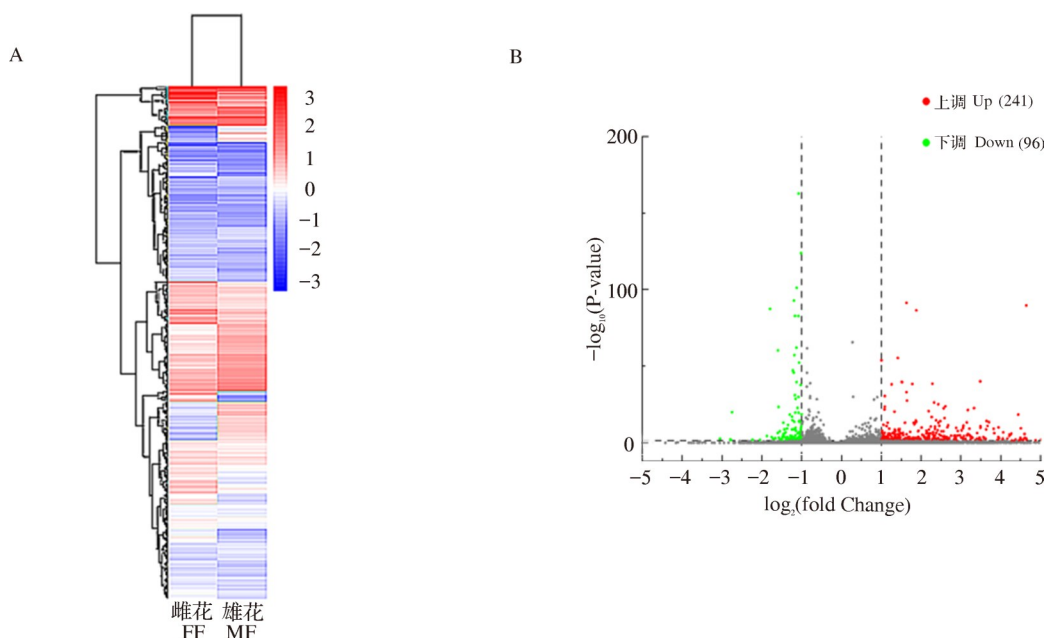 A
3
2
1
0
−1
−2
−3
雌花 雄花
FF MF
B
上调 Up (241)
下调 Down (96)
200
100
0
−log₁₀(P-value)
−5 −4 −3 −2 −1 0 1 2 3 4 5
log₂(fold Change)